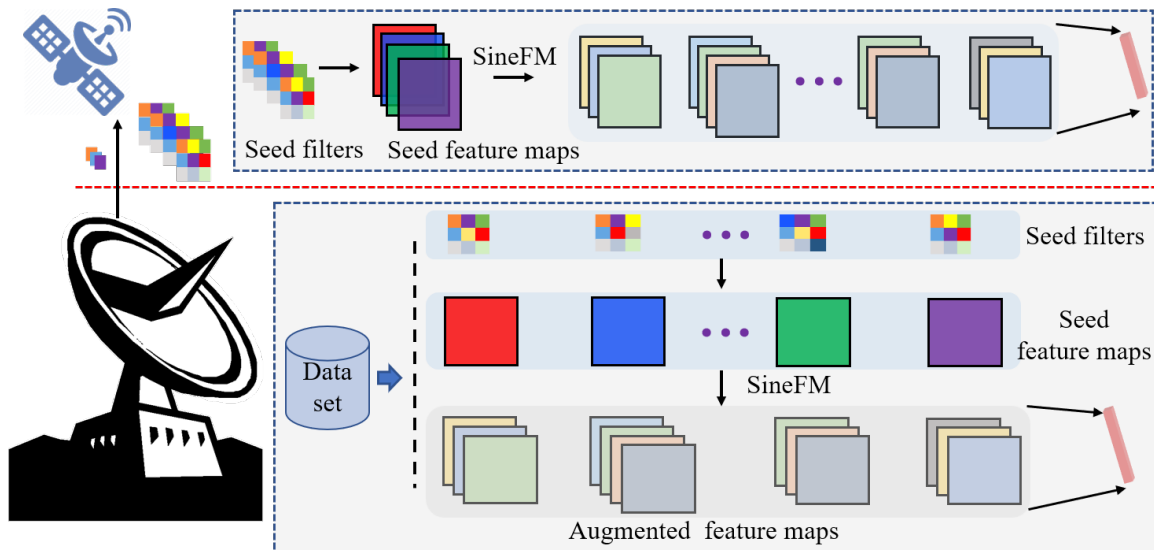 SineFM
Seed filters
Seed feature maps
Seed filters
Seed
feature maps
Data
set
SineFM
Augmented feature maps